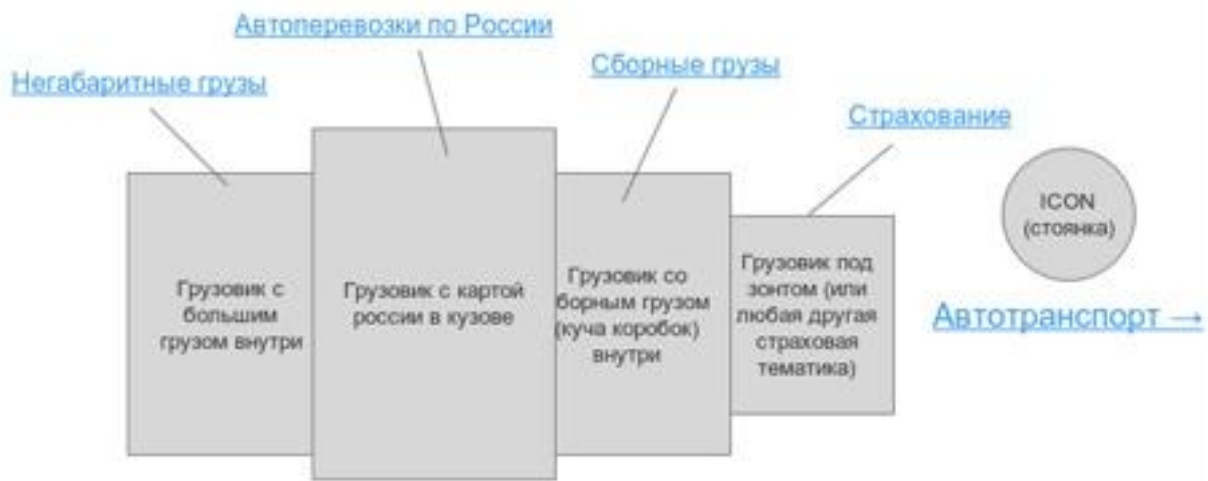 Автоперевозки по России
Негабаритные грузы
Сборные грузы
Страхование
Грузовик с
большим
грузом внутри
Грузовик с картой
россии в кузове
Грузовик со
борным грузом
(куча коробок)
внутри
Грузовик под
зонтом (или
любая другая
страховая
тематика)
ICON
(стоянка)
Автотранспорт →